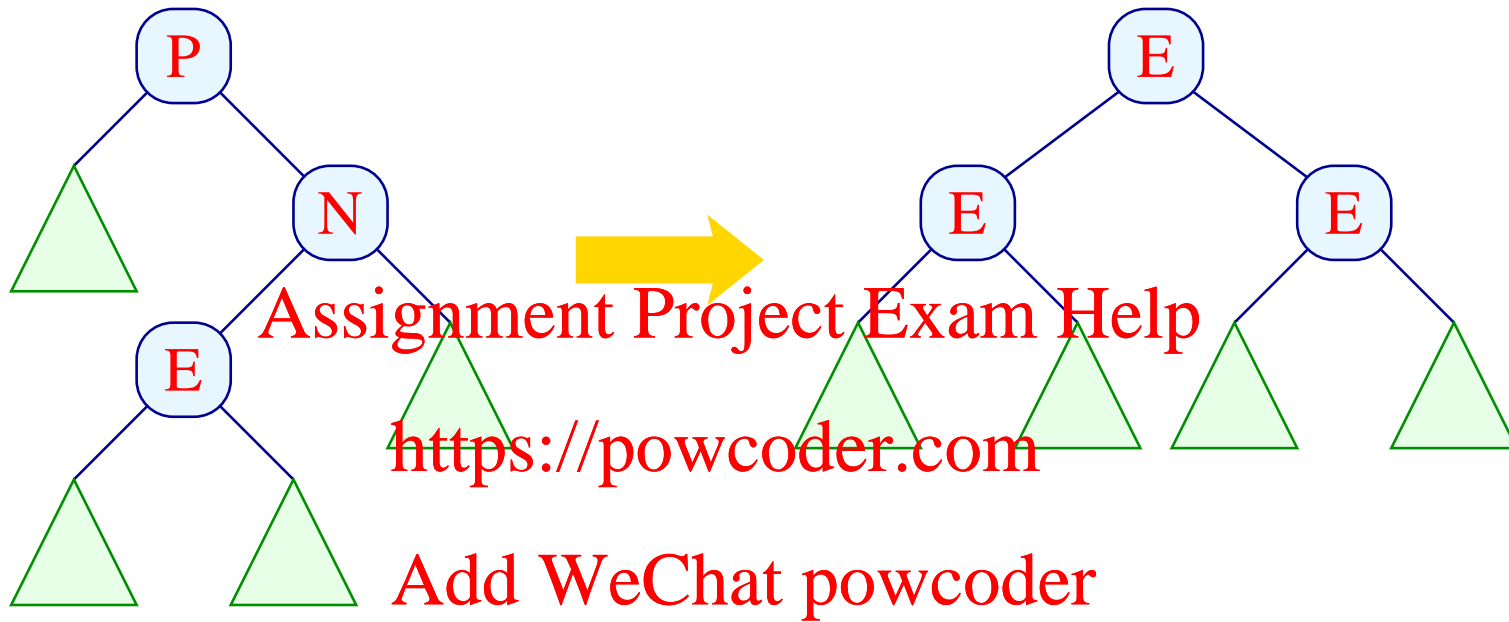 P
E
N
E
E
E
Assignment Project Exam Help
https://powcoder.com
Add WeChat powcoder